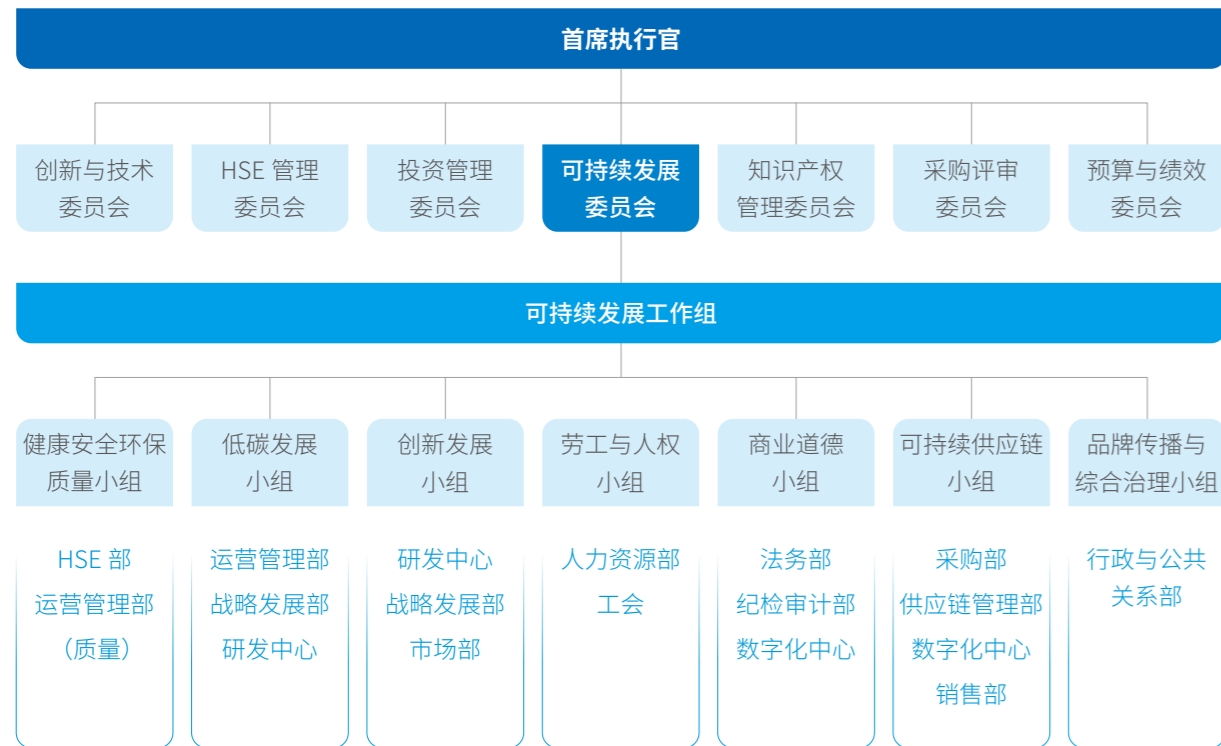 首席执行官
创新与技术
委员会
HSE 管理
委员会
投资管理
委员会
可持续发展
委员会
知识产权
管理委员会
采购评审
委员会
预算与绩效
委员会
可持续发展工作组
健康安全环保
质量小组
低碳发展
小组
创新发展
小组
劳工与人权
小组
商业道德
小组
可持续供应链
小组
品牌传播与
综合治理小组
HSE 部
运营管理部
（质量）
运营管理部
战略发展部
研发中心
研发中心
战略发展部
市场部
人力资源部
工会
法务部
纪检审计部
数字化中心
采购部
供应链管理部
数字化中心
销售部
行政与公共
关系部